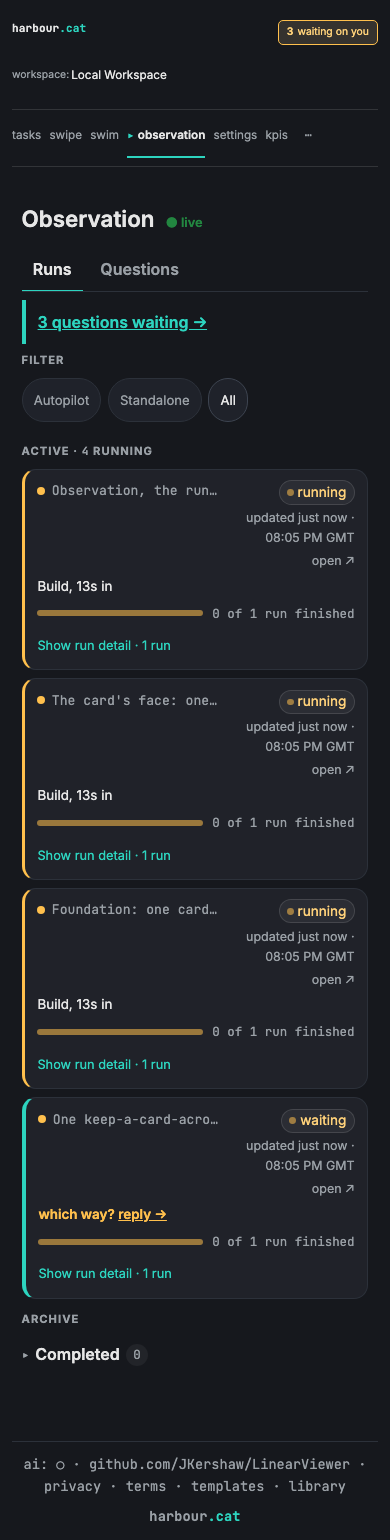 harbour.cat
3 waiting on you
workspace: Local Workspace
tasks swipe swim ▸ observation settings kpis ⋯
Observation ● live
Runs Questions
3 questions waiting →
FILTER
Autopilot Standalone All
ACTIVE · 4 RUNNING
Observation, the run… running
updated just now ·
08:05 PM GMT
open ↗
Build, 13s in
0 of 1 run finished
Show run detail · 1 run
The card's face: one… running
updated just now ·
08:05 PM GMT
open ↗
Build, 13s in
0 of 1 run finished
Show run detail · 1 run
Foundation: one card… running
updated just now ·
08:05 PM GMT
open ↗
Build, 13s in
0 of 1 run finished
Show run detail · 1 run
One keep-a-card-acro… waiting
updated just now ·
08:05 PM GMT
open ↗
which way? reply →
0 of 1 run finished
Show run detail · 1 run
ARCHIVE
▸ Completed 0
ai: ○ · github.com/JKershaw/LinearViewer ·
privacy · terms · templates · library
harbour.cat